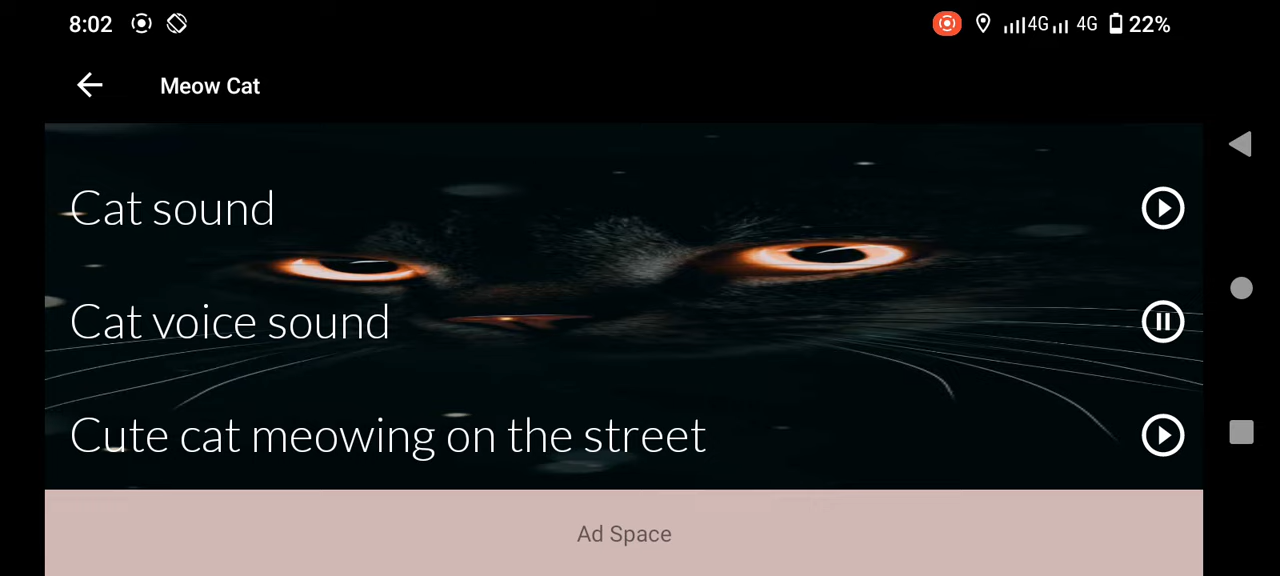 8:02 4G 4G 22%
Meow Cat
Cat sound
Cat voice sound
Cute cat meowing on the street
Ad Space